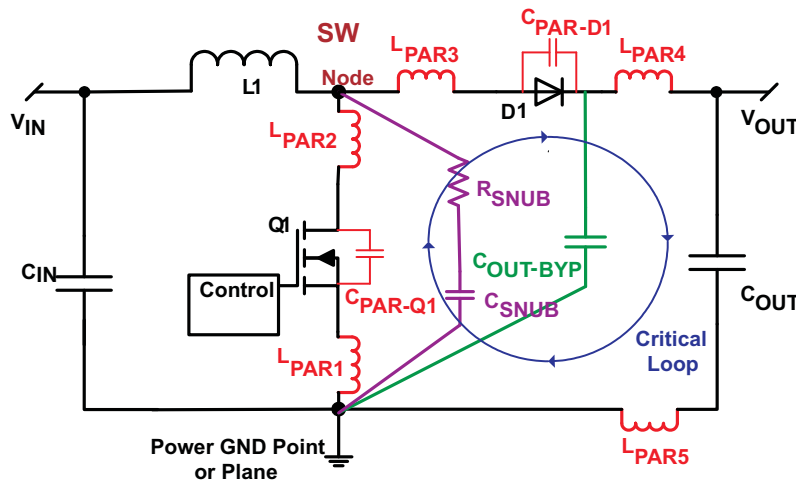 SW
Node
L1
LPAR3
CPAR-D1
D1
LPAR4
VIN
VOUT
LPAR2
Q1
RSNUB
CIN
Control
CPAR-Q1
COUT-BYP
CSNUB
COUT
Critical
Loop
LPAR1
LPAR5
Power GND Point
or Plane